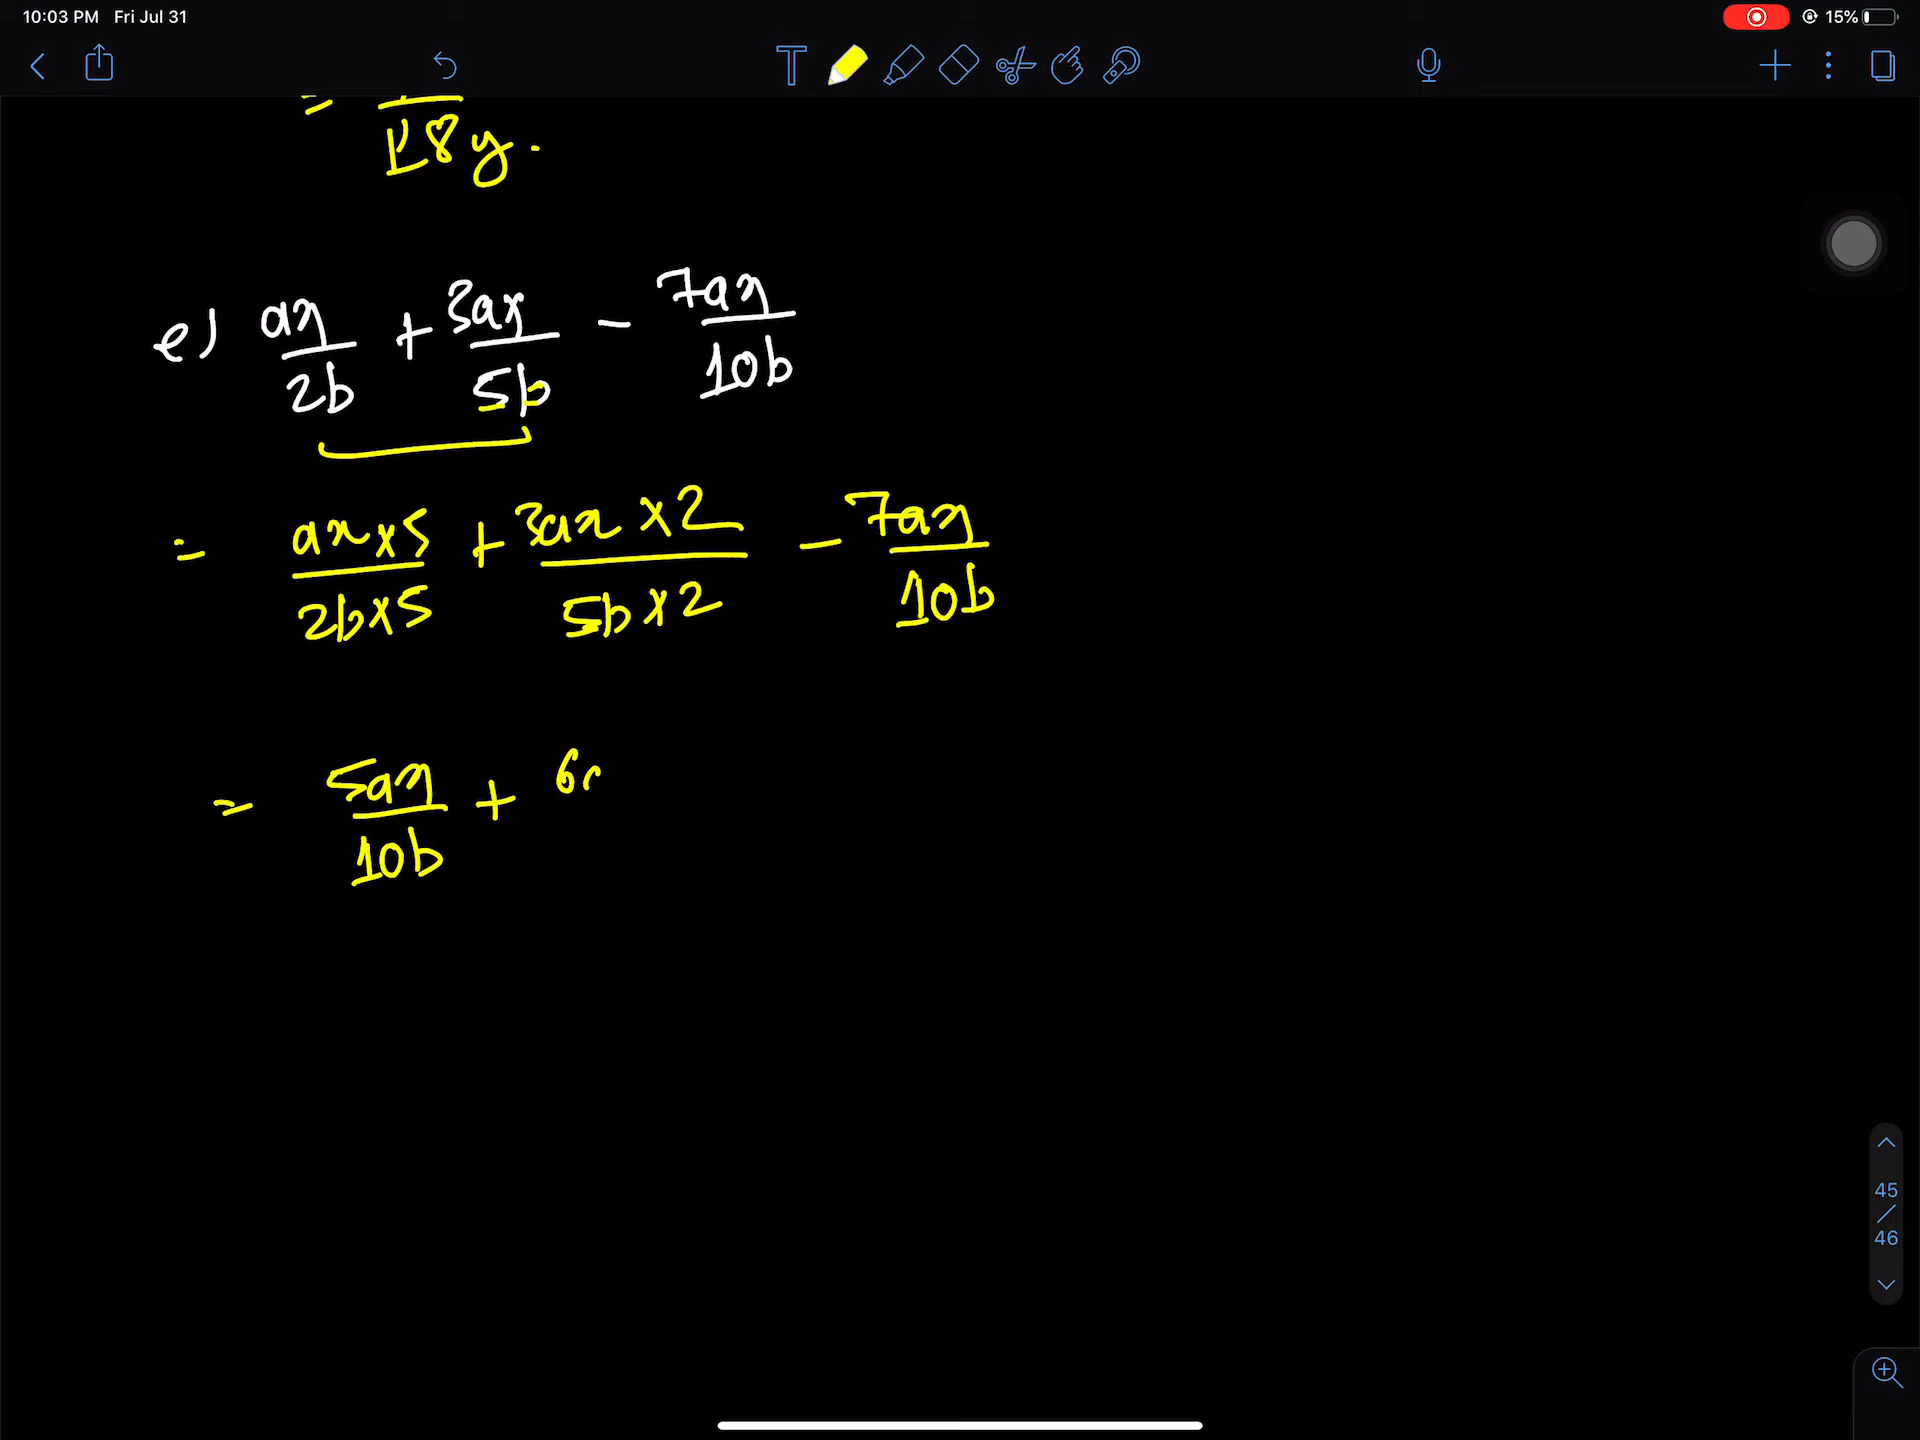 10:03 PM Fri Jul 31
15%
T
=
18y.
e) ax/2b + 3ax/5b - 7ax/10b
= ax×5/2b×5 + 3ax×2/5b×2 - 7ax/10b
= 5ax/10b + 6
45
/
46